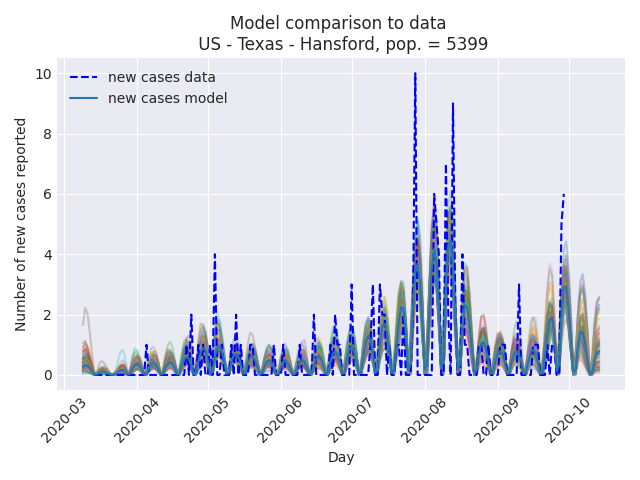 Model comparison to data
US - Texas - Hansford, pop. = 5399
new cases data
new cases model
Number of new cases reported
10
8
6
4
2
0
2020-03
2020-04
2020-05
2020-06
2020-07
2020-08
2020-09
2020-10
Day